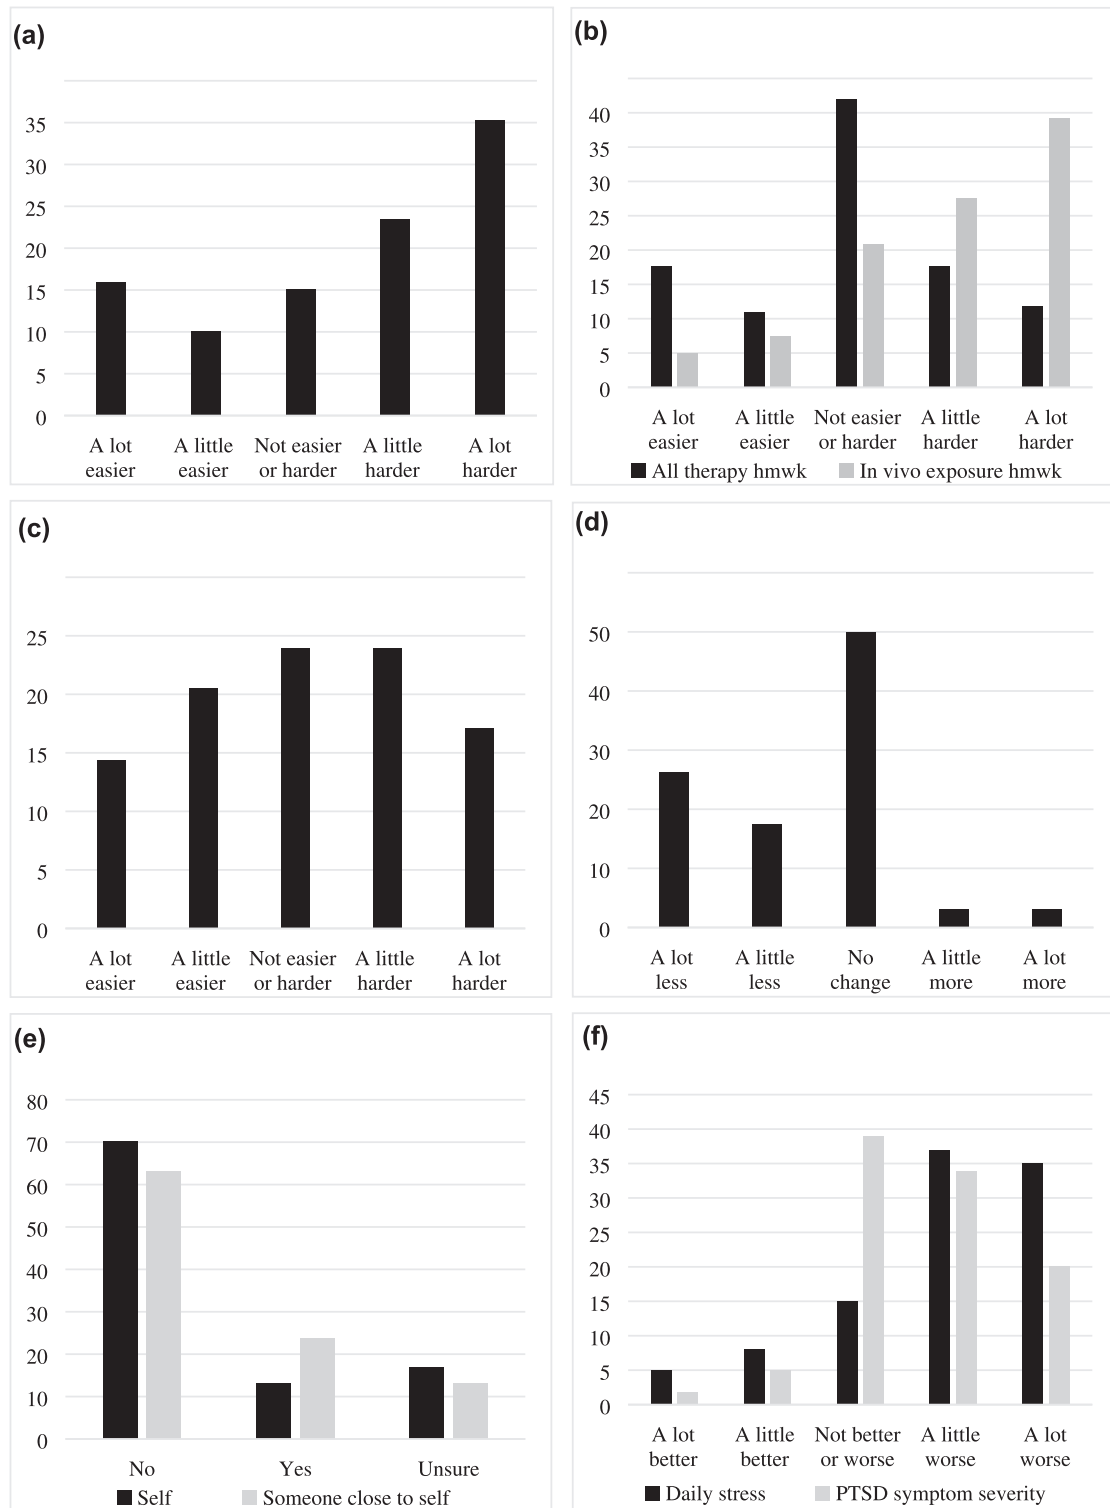 (a)
35
30
25
20
15
10
5
0
A lot easier
A little easier
Not easier or harder
A little harder
A lot harder
(b)
40
35
30
25
20
15
10
5
0
A lot easier
A little easier
Not easier or harder
A little harder
A lot harder
All therapy hmwk
In vivo exposure hmwk
(c)
25
20
15
10
5
0
A lot easier
A little easier
Not easier or harder
A little harder
A lot harder
(d)
50
40
30
20
10
0
A lot less
A little less
No change
A little more
A lot more
(e)
80
70
60
50
40
30
20
10
0
No
Yes
Unsure
Self
Someone close to self
(f)
45
40
35
30
25
20
15
10
5
0
A lot better
A little better
Not better or worse
A little worse
A lot worse
Daily stress
PTSD symptom severity